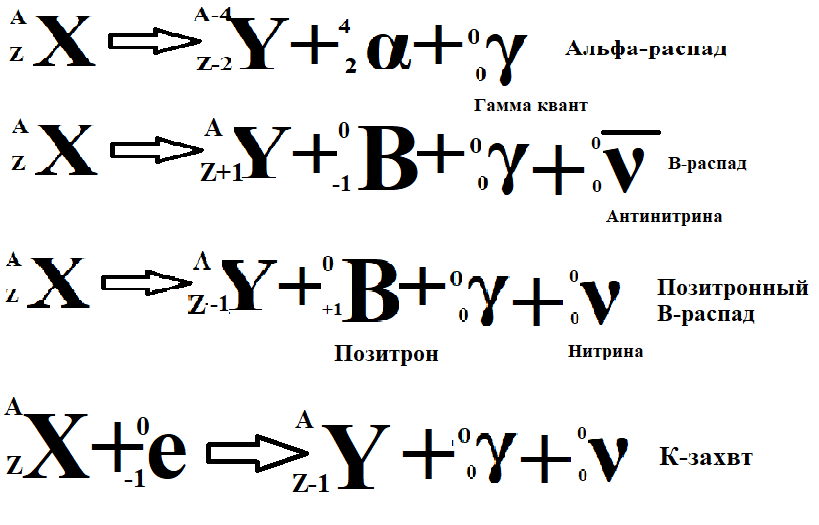 A Z X ⇒ A-4 Z-2 Y + 4 2 α + 0 0 γ Альфа-распад
Гамма квант
A Z X ⇒ A Z+1 Y + 0 -1 B + 0 0 γ + 0 0 ν̅ B-распад
Антинитрина
A Z X ⇒ A Z-1 Y + 0 +1 B + 0 0 γ + 0 0 ν Позитронный
B-распад
Позитрон Нитрина
A Z X + 0 -1 e ⇒ A Z-1 Y + 0 0 γ + 0 0 ν К-захвт